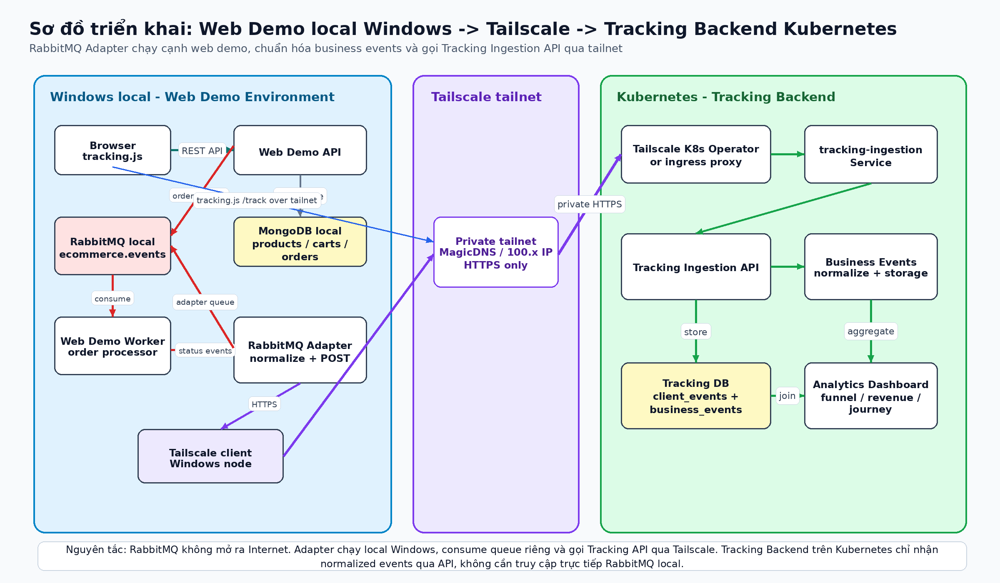 Sơ đồ triển khai: Web Demo local Windows -> Tailscale -> Tracking Backend Kubernetes
RabbitMQ Adapter chạy cạnh web demo, chuẩn hóa business events và gọi Tracking Ingestion API qua tailnet
Windows local - Web Demo Environment
Browser
tracking.js
REST API
Web Demo API
order
tracking.js /track over tailnet
RabbitMQ local
ecommerce.events
MongoDB local
products / carts /
orders
consume
adapter queue
Web Demo Worker
order processor
status events
RabbitMQ Adapter
normalize + POST
HTTPS
Tailscale client
Windows node
Tailscale tailnet
Private tailnet
MagicDNS / 100.x IP
HTTPS only
private HTTPS
Kubernetes - Tracking Backend
Tailscale K8s Operator
or ingress proxy
tracking-ingestion
Service
Tracking Ingestion API
Business Events
normalize + storage
store
aggregate
Tracking DB
client_events +
business_events
join
Analytics Dashboard
funnel / revenue /
journey
Nguyên tắc: RabbitMQ không mở ra Internet. Adapter chạy local Windows, consume queue riêng và gọi Tracking API qua Tailscale. Tracking Backend trên Kubernetes chỉ nhận
normalized events qua API, không cần truy cập trực tiếp RabbitMQ local.